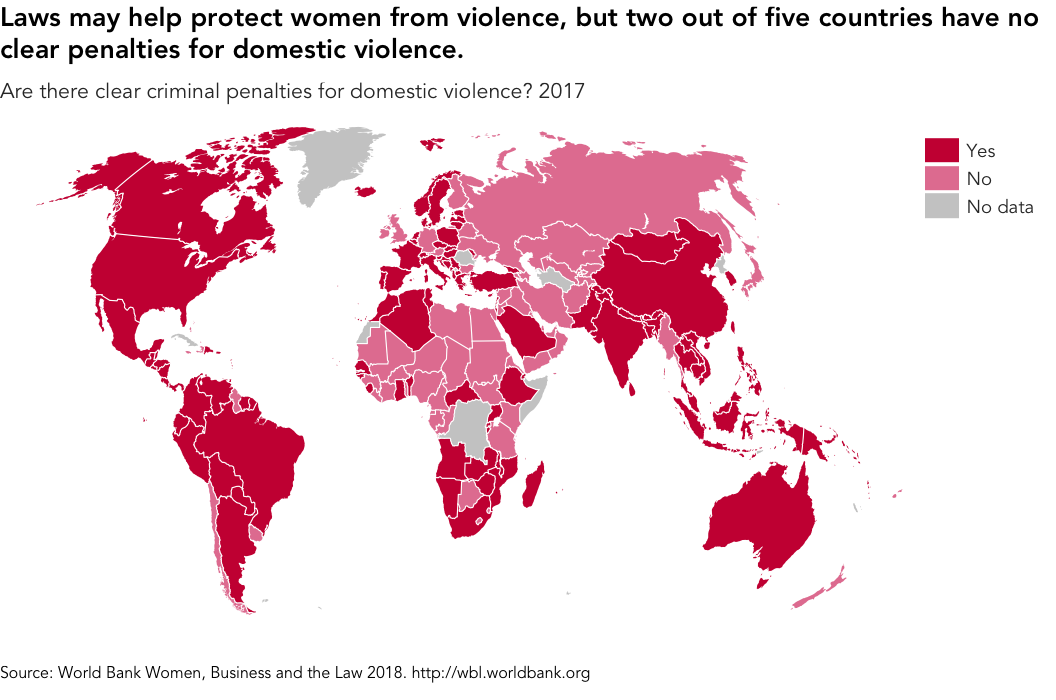 Laws may help protect women from violence, but two out of five countries have no
clear penalties for domestic violence.
Are there clear criminal penalties for domestic violence? 2017
Yes
No
No data
Source: World Bank Women, Business and the Law 2018. http://wbl.worldbank.org